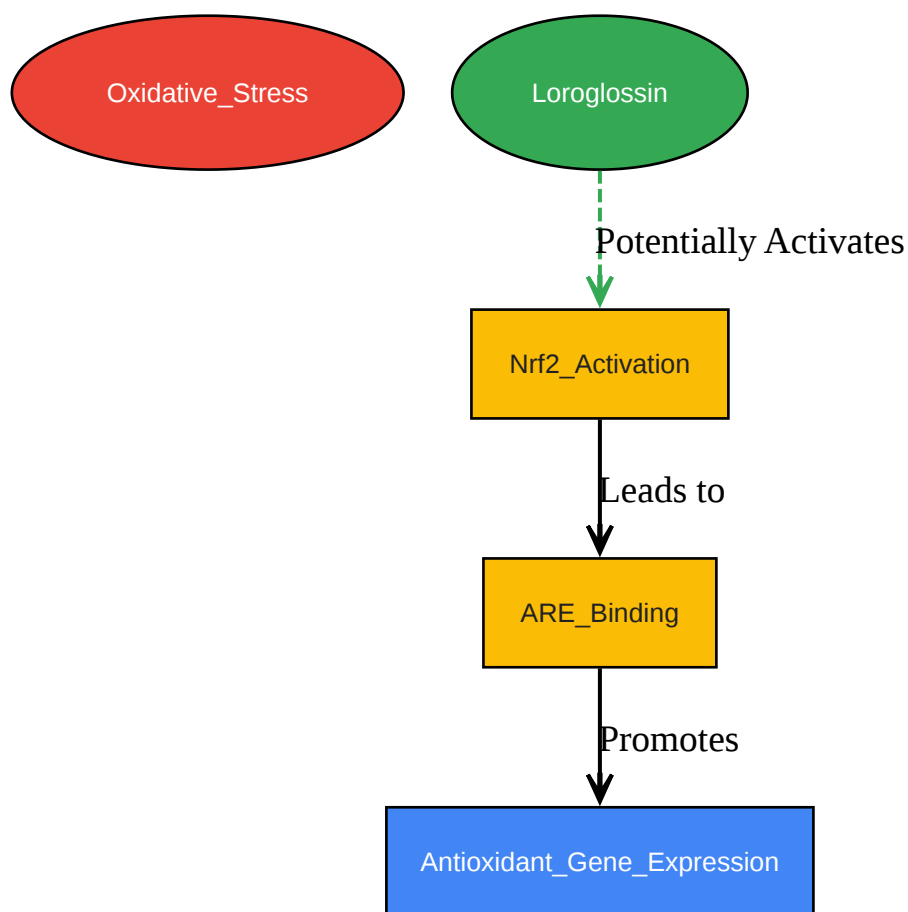 Oxidative_Stress
Loroglossin
Potentially Activates
Nrf2_Activation
Leads to
ARE_Binding
Promotes
Antioxidant_Gene_Expression